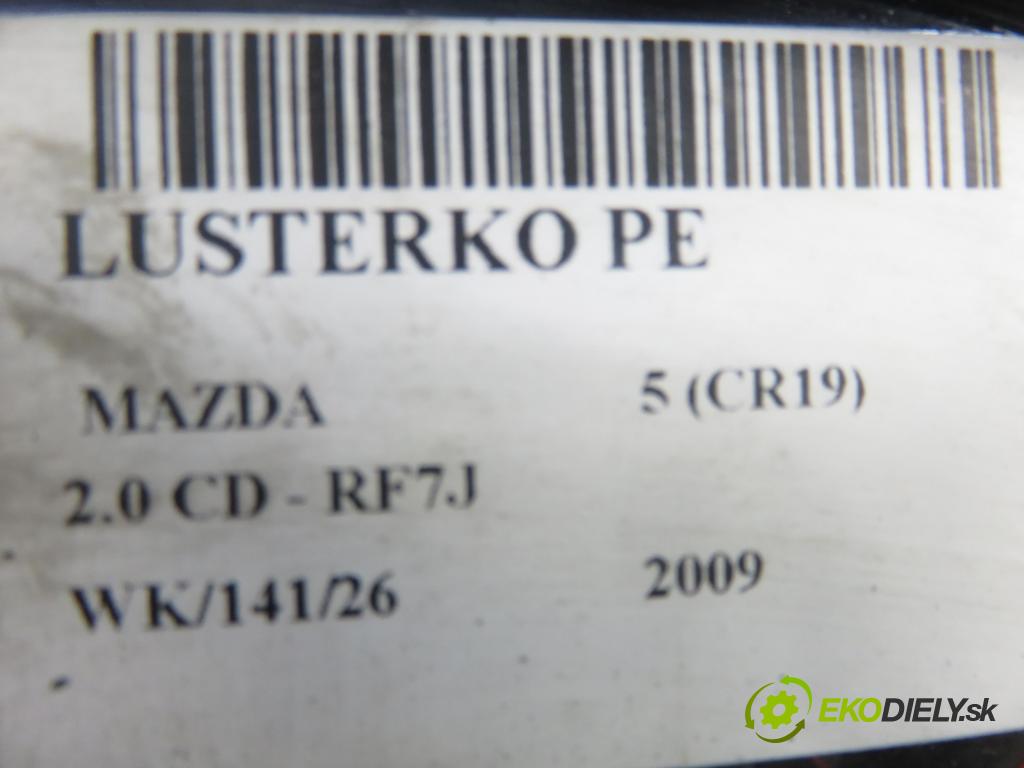 LUSTERKO PE
MAZDA 5 (CR19)
2.0 CD - RF7J
WK/141/26 2009
EKODIELY.sk